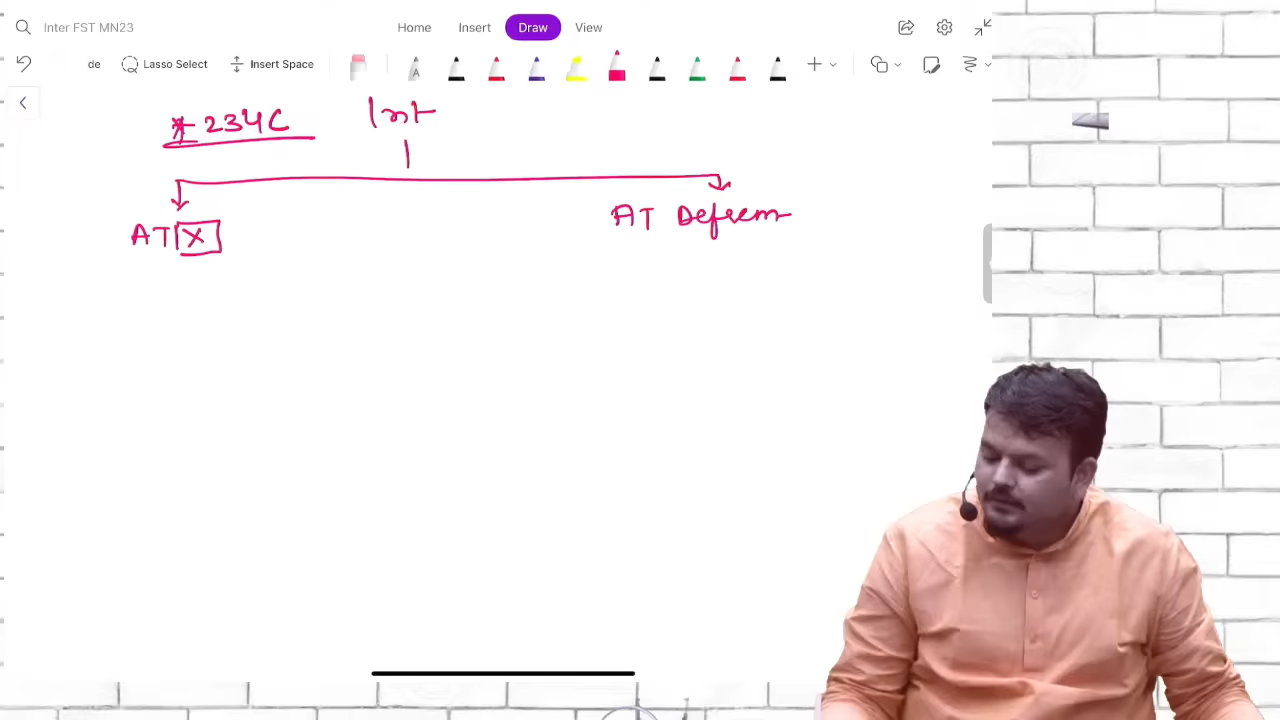 Inter FST MN23
Home Insert Draw View
de Lasso Select Insert Space
* 234C Int
AT X
AT Deferm